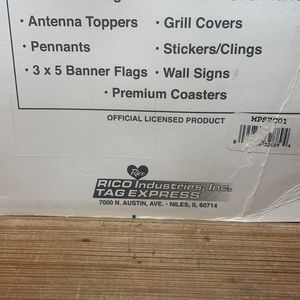 · Antenna Toppers · Grill Covers
· Pennants · Stickers/Clings
· 3 x 5 Banner Flags · Wall Signs
· Premium Coasters
OFFICIAL LICENSED PRODUCT
Rico
RICO Industries, Inc.
TAG EXPRESS
7000 N. AUSTIN, AVE. - NILES, IL 60714